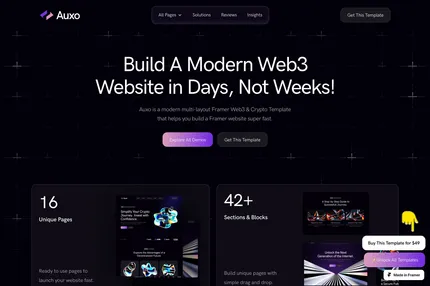 Auxo
All Pages
Solutions
Reviews
Insights
Get This Template
Build A Modern Web3
Website in Days, Not Weeks!
Auxo is a modern multi-layout Framer Web3 & Crypto Template
that helps you build a Framer website super fast.
Explore All Demos
Get This Template
16
Unique Pages
Ready to use pages to
launch your website fast
Simplify Your Crypto
Journey. Invest with
Confidence.
42+
Sections & Blocks
Build unique pages with
simple drag and drop
Unlock the Next
Generation of the Internet.
Buy This Template for $49
Unlock All Templates
Made in Framer